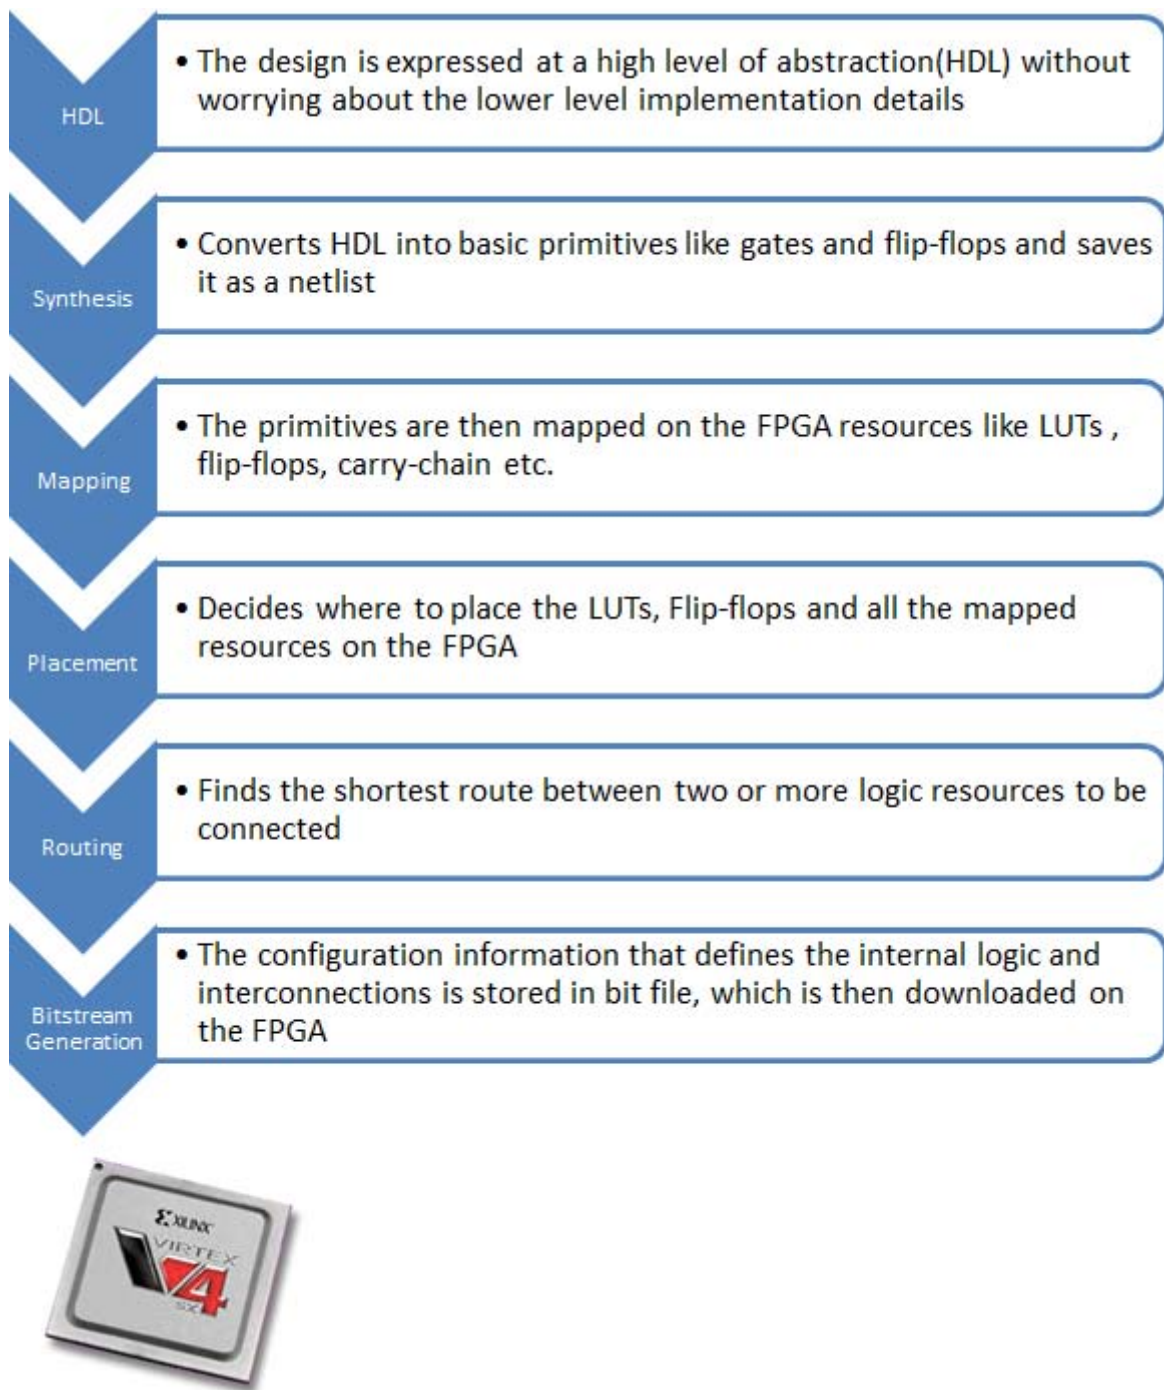 HDL
• The design is expressed at a high level of abstraction(HDL) without
worrying about the lower level implementation details
Synthesis
• Converts HDL into basic primitives like gates and flip-flops and saves
it as a netlist
Mapping
• The primitives are then mapped on the FPGA resources like LUTs ,
flip-flops, carry-chain etc.
Placement
• Decides where to place the LUTs, Flip-flops and all the mapped
resources on the FPGA
Routing
• Finds the shortest route between two or more logic resources to be
connected
Bitstream
Generation
• The configuration information that defines the internal logic and
interconnections is stored in bit file, which is then downloaded on
the FPGA
XILINX
VIRTEX
V4
SX